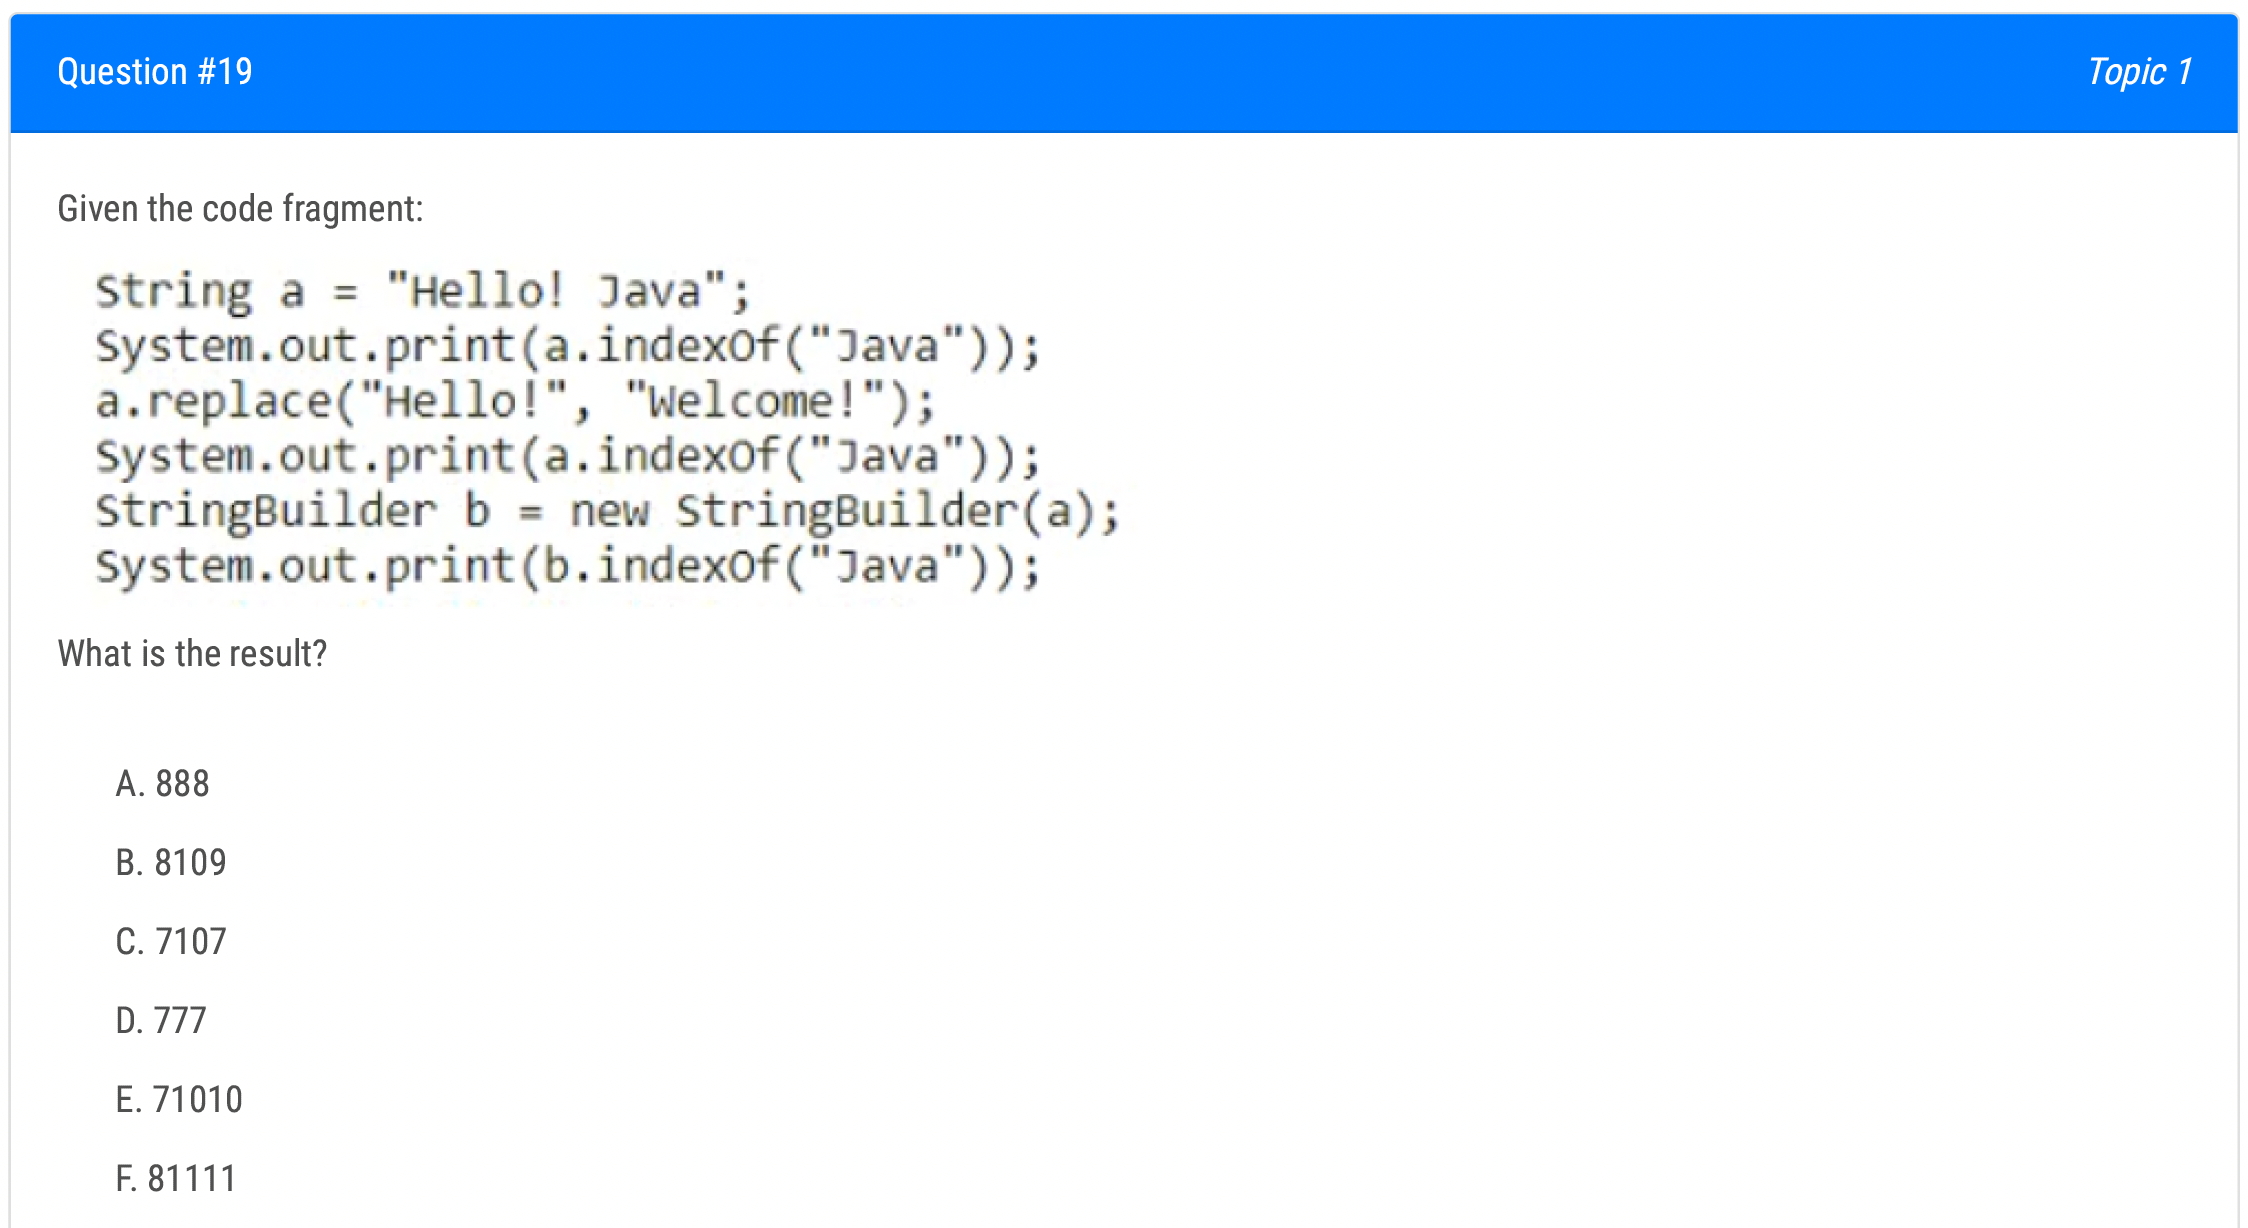 Question #19
Topic 1
Given the code fragment:
String a = "Hello! Java";
System.out.print(a.indexOf("Java"));
a.replace("Hello!", "Welcome!");
System.out.print(a.indexOf("Java"));
StringBuilder b = new StringBuilder(a);
System.out.print(b.indexOf("Java"));
What is the result?
A. 888
B. 8109
C. 7107
D. 777
E. 71010
F. 81111